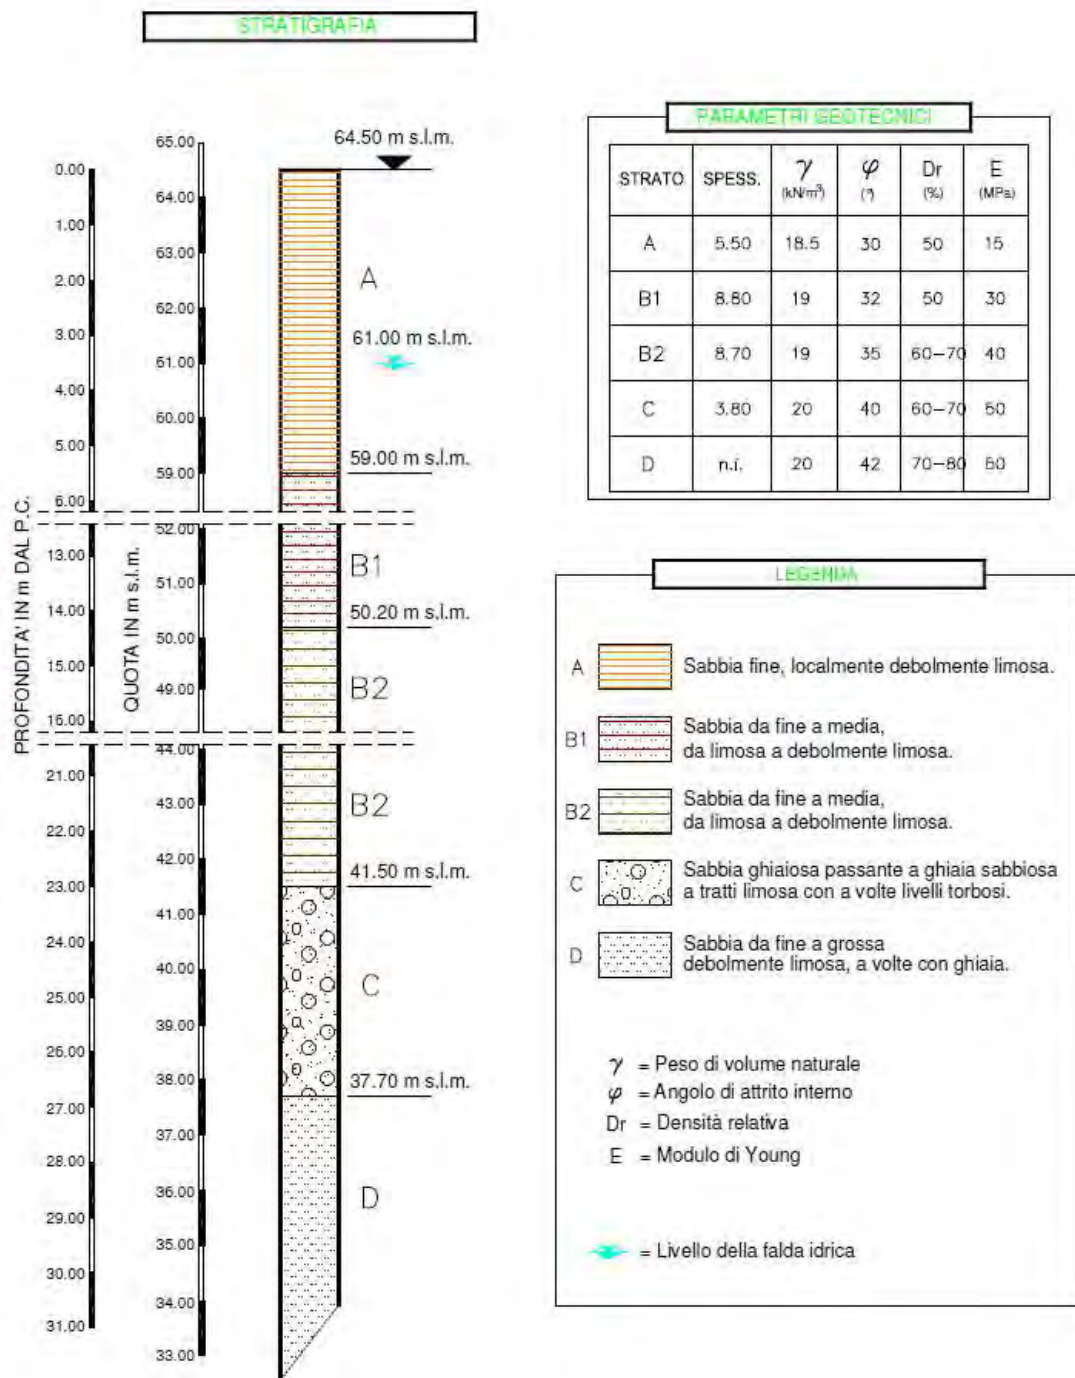 STRATIGRAFIA
64.50 m s.l.m.
A
61.00 m s.l.m.
59.00 m s.l.m.
B1
50.20 m s.l.m.
B2
B2
41.50 m s.l.m.
C
37.70 m s.l.m.
D
PROFONDITA' IN m DAL P.C.
0.00
1.00
2.00
3.00
4.00
5.00
6.00
13.00
14.00
15.00
16.00
21.00
22.00
23.00
24.00
25.00
26.00
27.00
28.00
29.00
30.00
31.00
QUOTA IN m s.l.m.
65.00
64.00
63.00
62.00
61.00
60.00
59.00
52.00
51.00
50.00
49.00
44.00
43.00
42.00
41.00
40.00
39.00
38.00
37.00
36.00
35.00
34.00
33.00
PARAMETRI GEOTECNICI
STRATO SPESS. γ (kN/m³) φ (°) Dr (%) E (MPa)
A 5.50 18.5 30 50 15
B1 8.80 19 32 50 30
B2 8.70 19 35 60–70 40
C 3.80 20 40 60–70 50
D n.i. 20 42 70–80 60
LEGENDA
A Sabbia fine, localmente debolmente limosa.
B1 Sabbia da fine a media,
da limosa a debolmente limosa.
B2 Sabbia da fine a media,
da limosa a debolmente limosa.
C Sabbia ghiaiosa passante a ghiaia sabbiosa
a tratti limosa con a volte livelli torbosi.
D Sabbia da fine a grossa
debolmente limosa, a volte con ghiaia.
γ = Peso di volume naturale
φ = Angolo di attrito interno
Dr = Densità relativa
E = Modulo di Young
= Livello della falda idrica